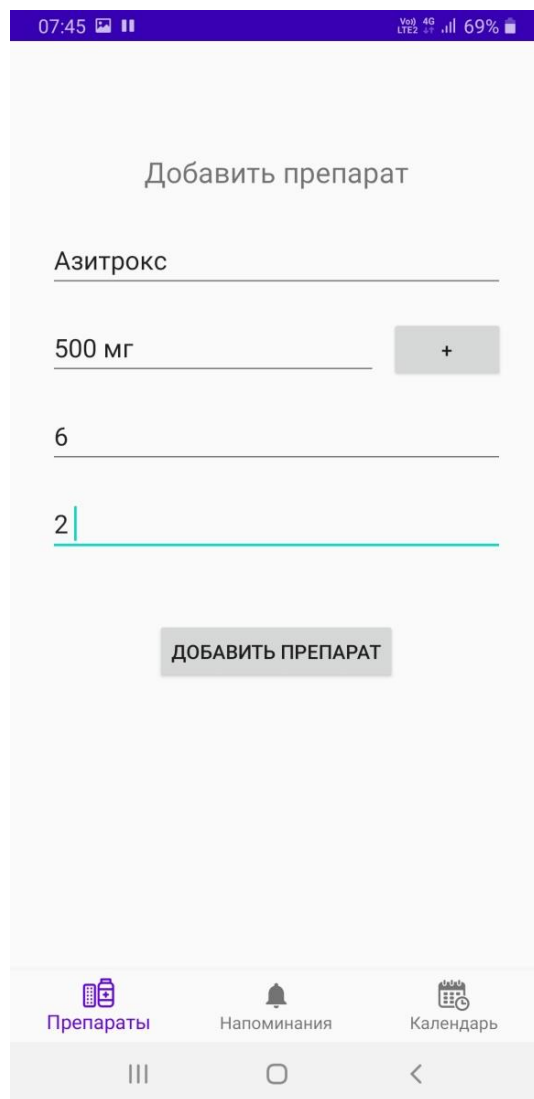 07:45 Vo)) 4G LTE2 69%
Добавить препарат
Азитрокс
500 мг +
6
2
ДОБАВИТЬ ПРЕПАРАТ
Препараты Напоминания Календарь